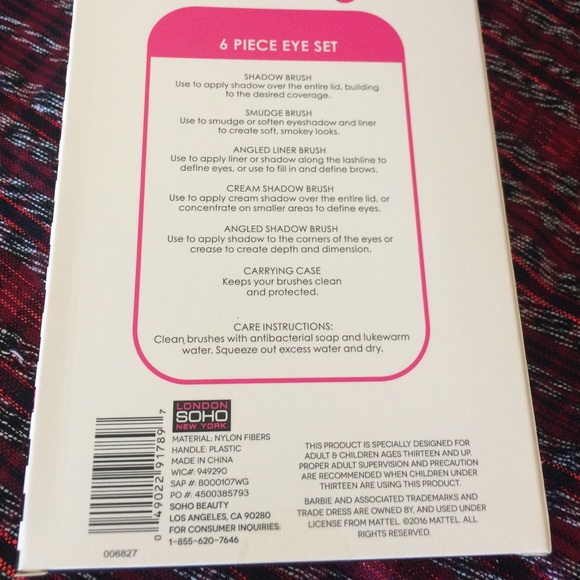 6 PIECE EYE SET
SHADOW BRUSH
Use to apply shadow over the entire lid, building
to the desired coverage.
SMUDGE BRUSH
Use to smudge or soften eyeshadow and liner
to create soft, smokey looks.
ANGLED LINER BRUSH
Use to apply liner or shadow along the lashline to
define eyes, or use to fill in and define brows.
CREAM SHADOW BRUSH
Use to apply cream shadow over the entire lid, or
concentrate on smaller areas to define eyes.
ANGLED SHADOW BRUSH
Use to apply shadow to the corners of the eyes or
crease to create depth and dimension.
CARRYING CASE
Keeps your brushes clean
and protected.
CARE INSTRUCTIONS:
Clean brushes with antibacterial soap and lukewarm
water. Squeeze out excess water and dry.
0 49022 91789 7
006827
LONDON
SOHO
NEW YORK
MATERIAL: NYLON FIBERS
HANDLE: PLASTIC
MADE IN CHINA
WIC#: 949290
SAP #: B000107WG
PO #: 4500385793
SOHO BEAUTY
LOS ANGELES, CA 90280
FOR CONSUMER INQUIRIES:
1-855-620-7646
THIS PRODUCT IS SPECIALLY DESIGNED FOR
ADULT & CHILDREN AGES THIRTEEN AND UP.
PROPER ADULT SUPERVISION AND PRECAUTION
ARE RECOMMENDED WHEN CHILDREN UNDER
THIRTEEN ARE USING THIS PRODUCT.
BARBIE AND ASSOCIATED TRADEMARKS AND
TRADE DRESS ARE OWNED BY, AND USED UNDER
LICENSE FROM MATTEL. ©2016 MATTEL. ALL
RIGHTS RESERVED.